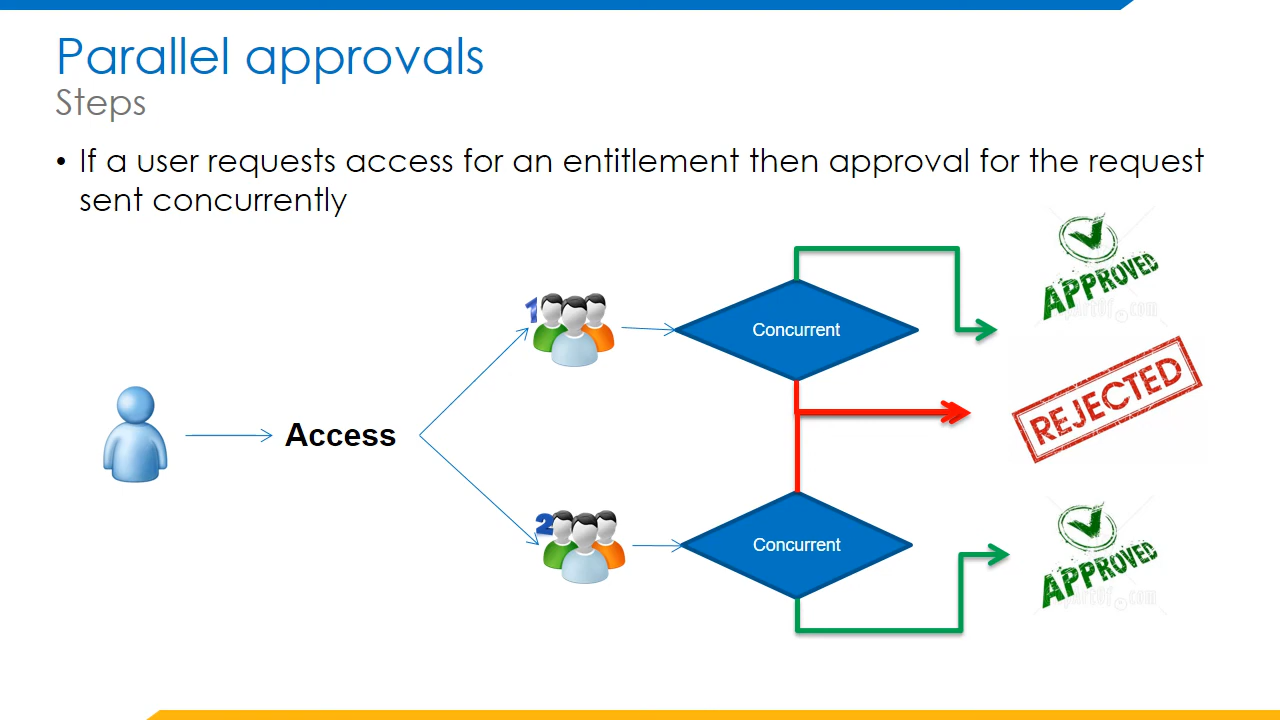 Parallel approvals
Steps
• If a user requests access for an entitlement then approval for the request
sent concurrently
APPROVED
1
Concurrent
REJECTED
Access
2
Concurrent
APPROVED